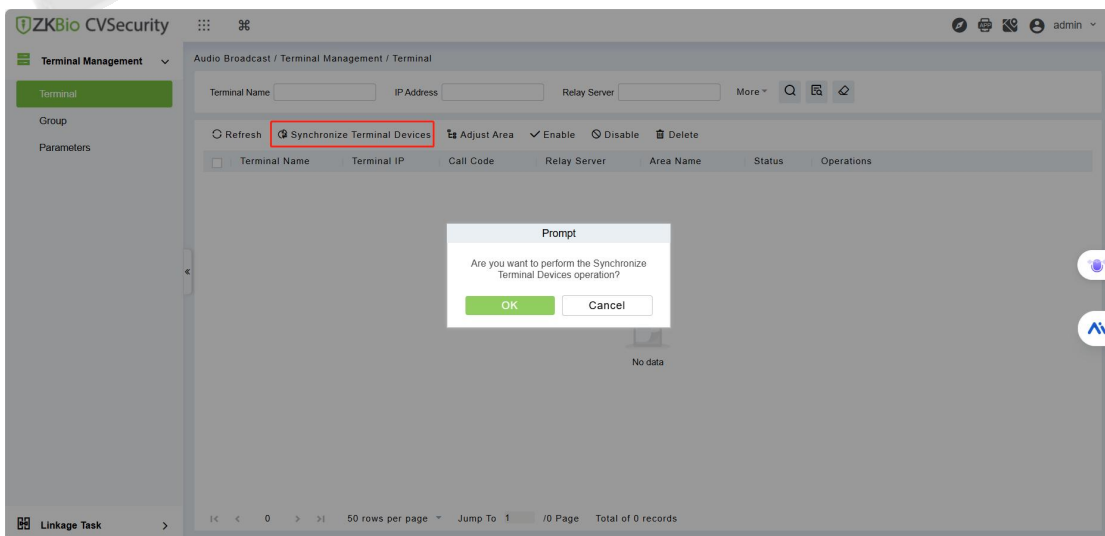 ZKBio CVSecurity
admin
Terminal Management
Audio Broadcast / Terminal Management / Terminal
Terminal
Terminal Name IP Address Relay Server More
Group
Parameters
Refresh Synchronize Terminal Devices Adjust Area Enable Disable Delete
Terminal Name Terminal IP Call Code Relay Server Area Name Status Operations
Prompt
Are you want to perform the Synchronize
Terminal Devices operation?
OK Cancel
No data
Linkage Task
0 50 rows per page Jump To 1 /0 Page Total of 0 records